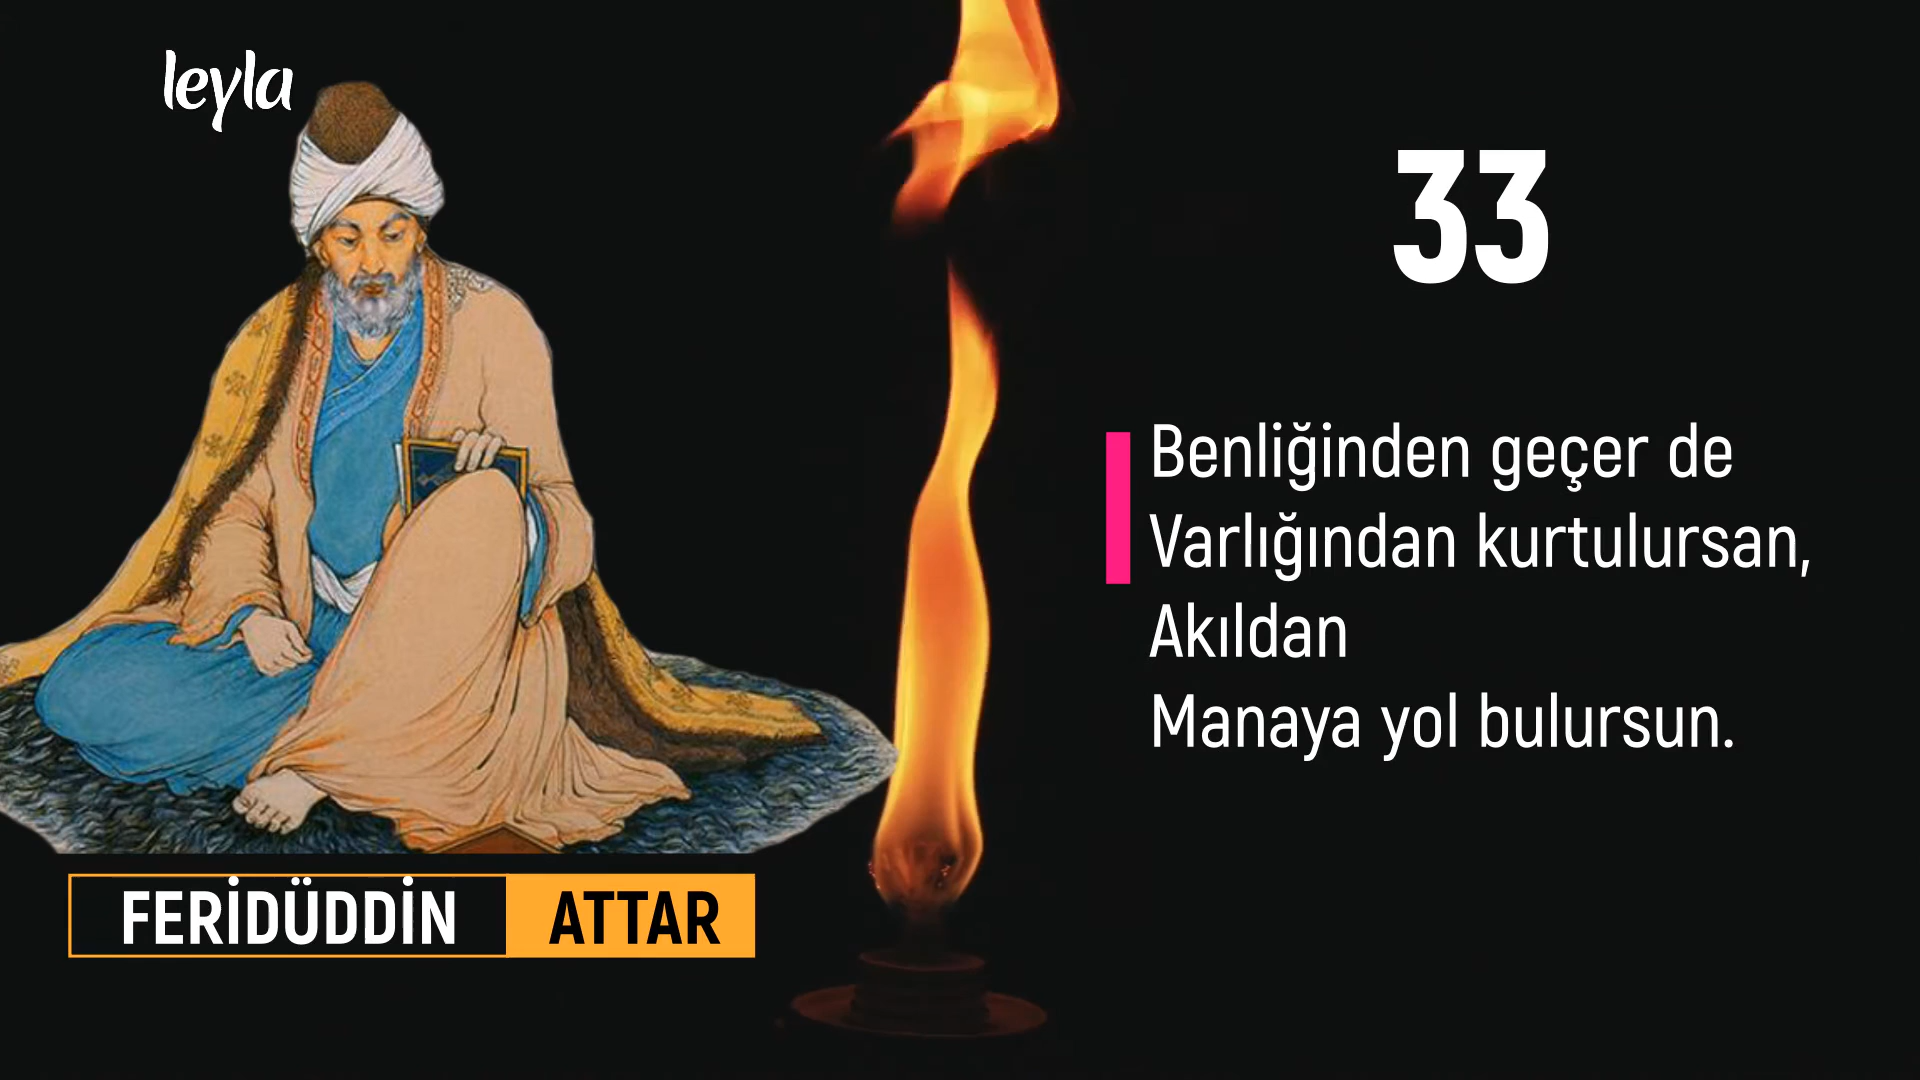 leyla
33
Benliğinden geçer de
Varlığından kurtulursan,
Akıldan
Manaya yol bulursun.
FERİDÜDDİN ATTAR